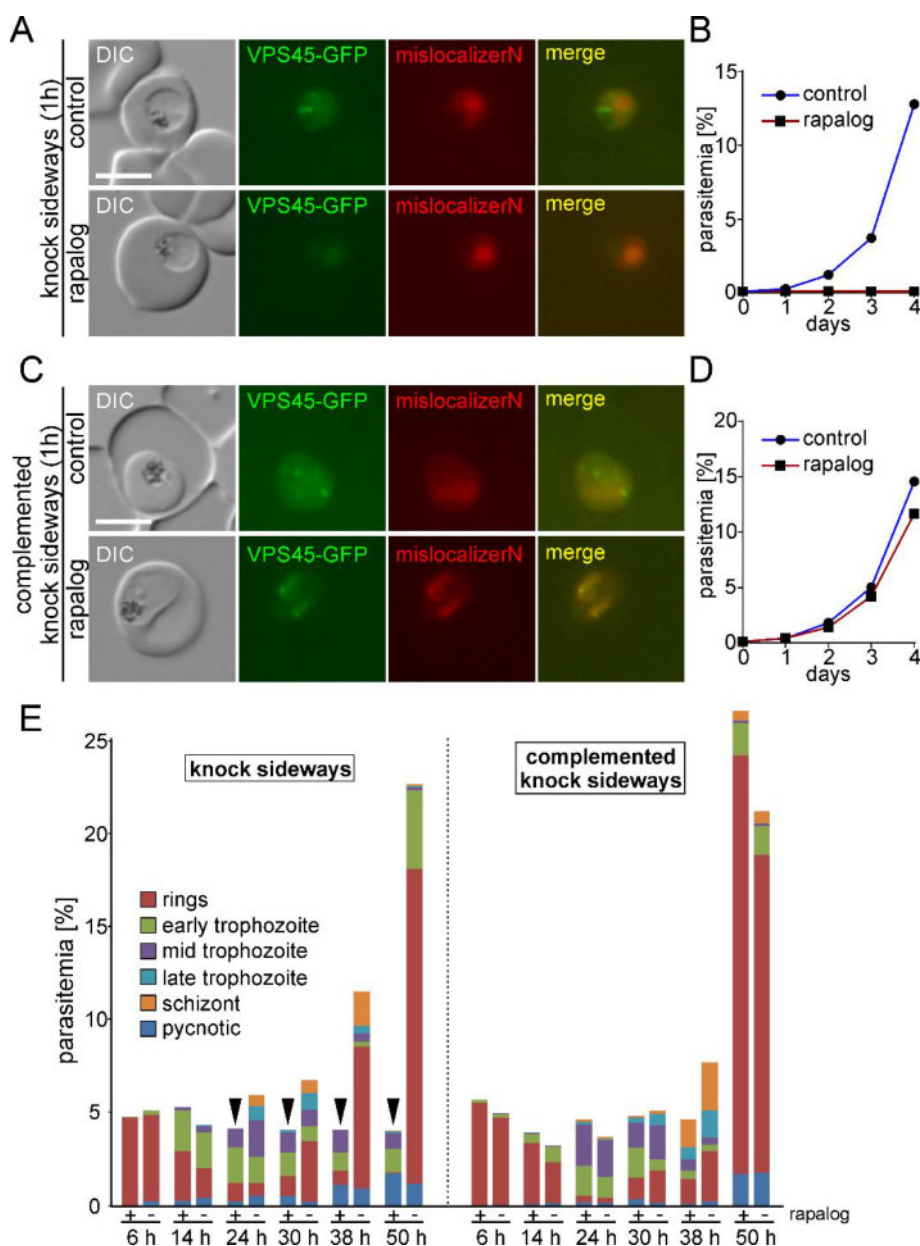 A
knock sideways (1h)
control
DIC
VPS45-GFP
mislocalizerN
merge
rapalog
DIC
VPS45-GFP
mislocalizerN
merge
B
parasitemia [%]
15
10
5
0
control
rapalog
0 1 2 3 4
days
C
complemented
knock sideways (1h)
control
DIC
VPS45-GFP
mislocalizerN
merge
rapalog
DIC
VPS45-GFP
mislocalizerN
merge
D
parasitemia [%]
20
15
10
5
0
control
rapalog
0 1 2 3 4
days
E
parasitemia [%]
25
20
15
10
5
0
knock sideways
complemented
knock sideways
rings
early trophozoite
mid trophozoite
late trophozoite
schizont
pycnotic
+ - + - + - + - + - + - + - + - + - + - + - + - rapalog
6 h 14 h 24 h 30 h 38 h 50 h 6 h 14 h 24 h 30 h 38 h 50 h